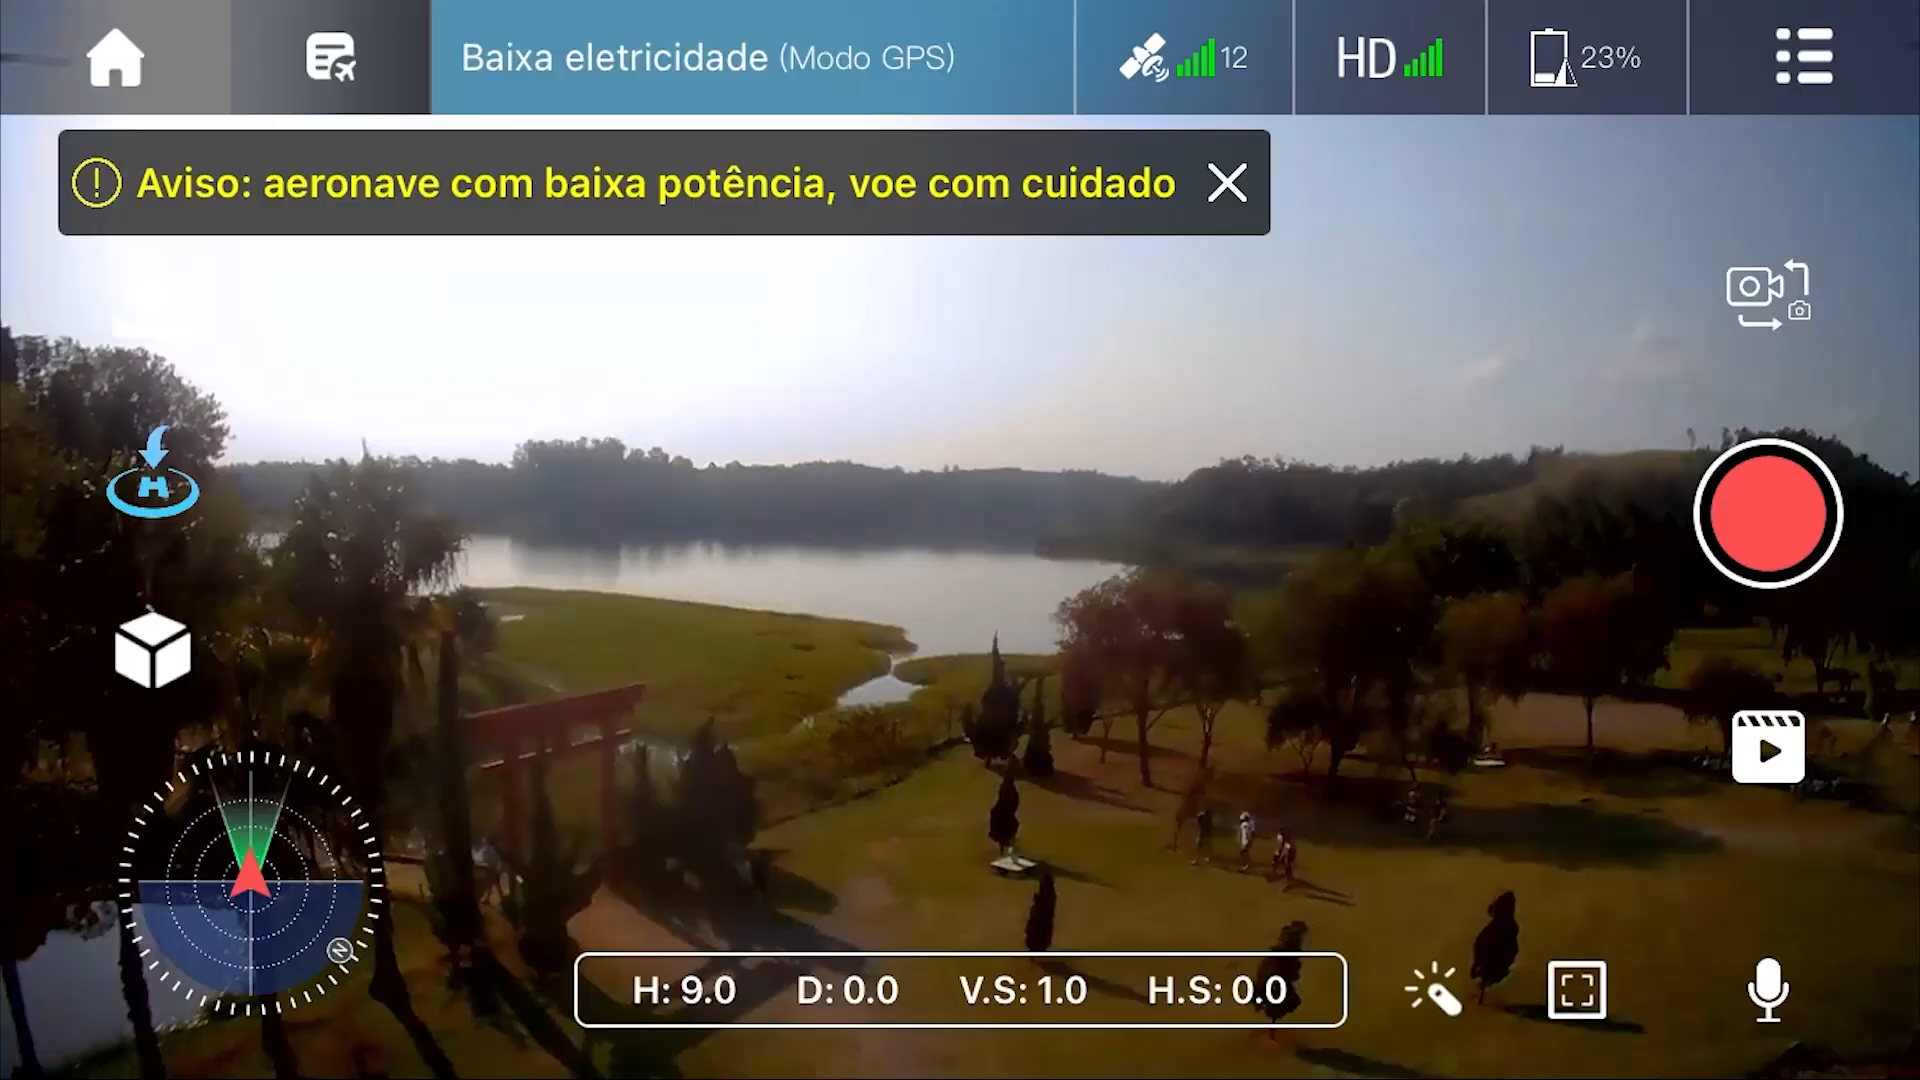 Baixa eletricidade (Modo GPS)
12
HD
23%
Aviso: aeronave com baixa potência, voe com cuidado
H
N
H: 9.0 D: 0.0 V.S: 1.0 H.S: 0.0